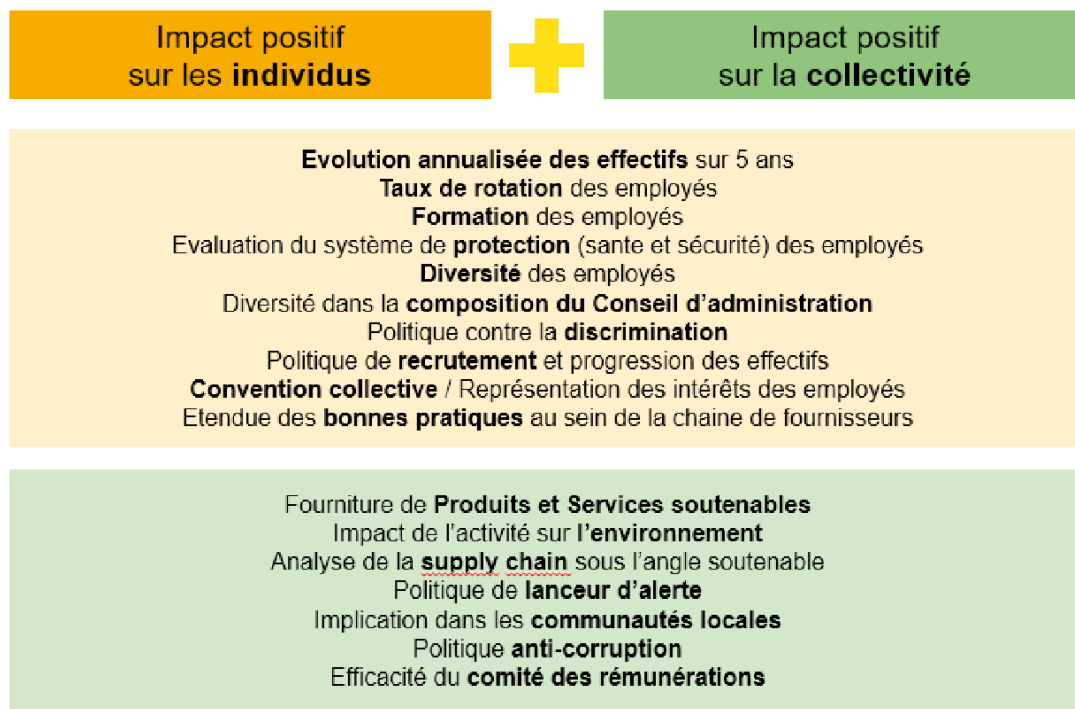 Impact positif
sur les individus
Impact positif
sur la collectivité
Evolution annualisée des effectifs sur 5 ans
Taux de rotation des employés
Formation des employés
Evaluation du système de protection (sante et sécurité) des employés
Diversité des employés
Diversité dans la composition du Conseil d'administration
Politique contre la discrimination
Politique de recrutement et progression des effectifs
Convention collective / Représentation des intérêts des employés
Etendue des bonnes pratiques au sein de la chaine de fournisseurs
Fourniture de Produits et Services soutenables
Impact de l'activité sur l'environnement
Analyse de la supply chain sous l'angle soutenable
Politique de lanceur d'alerte
Implication dans les communautés locales
Politique anti-corruption
Efficacité du comité des rémunérations